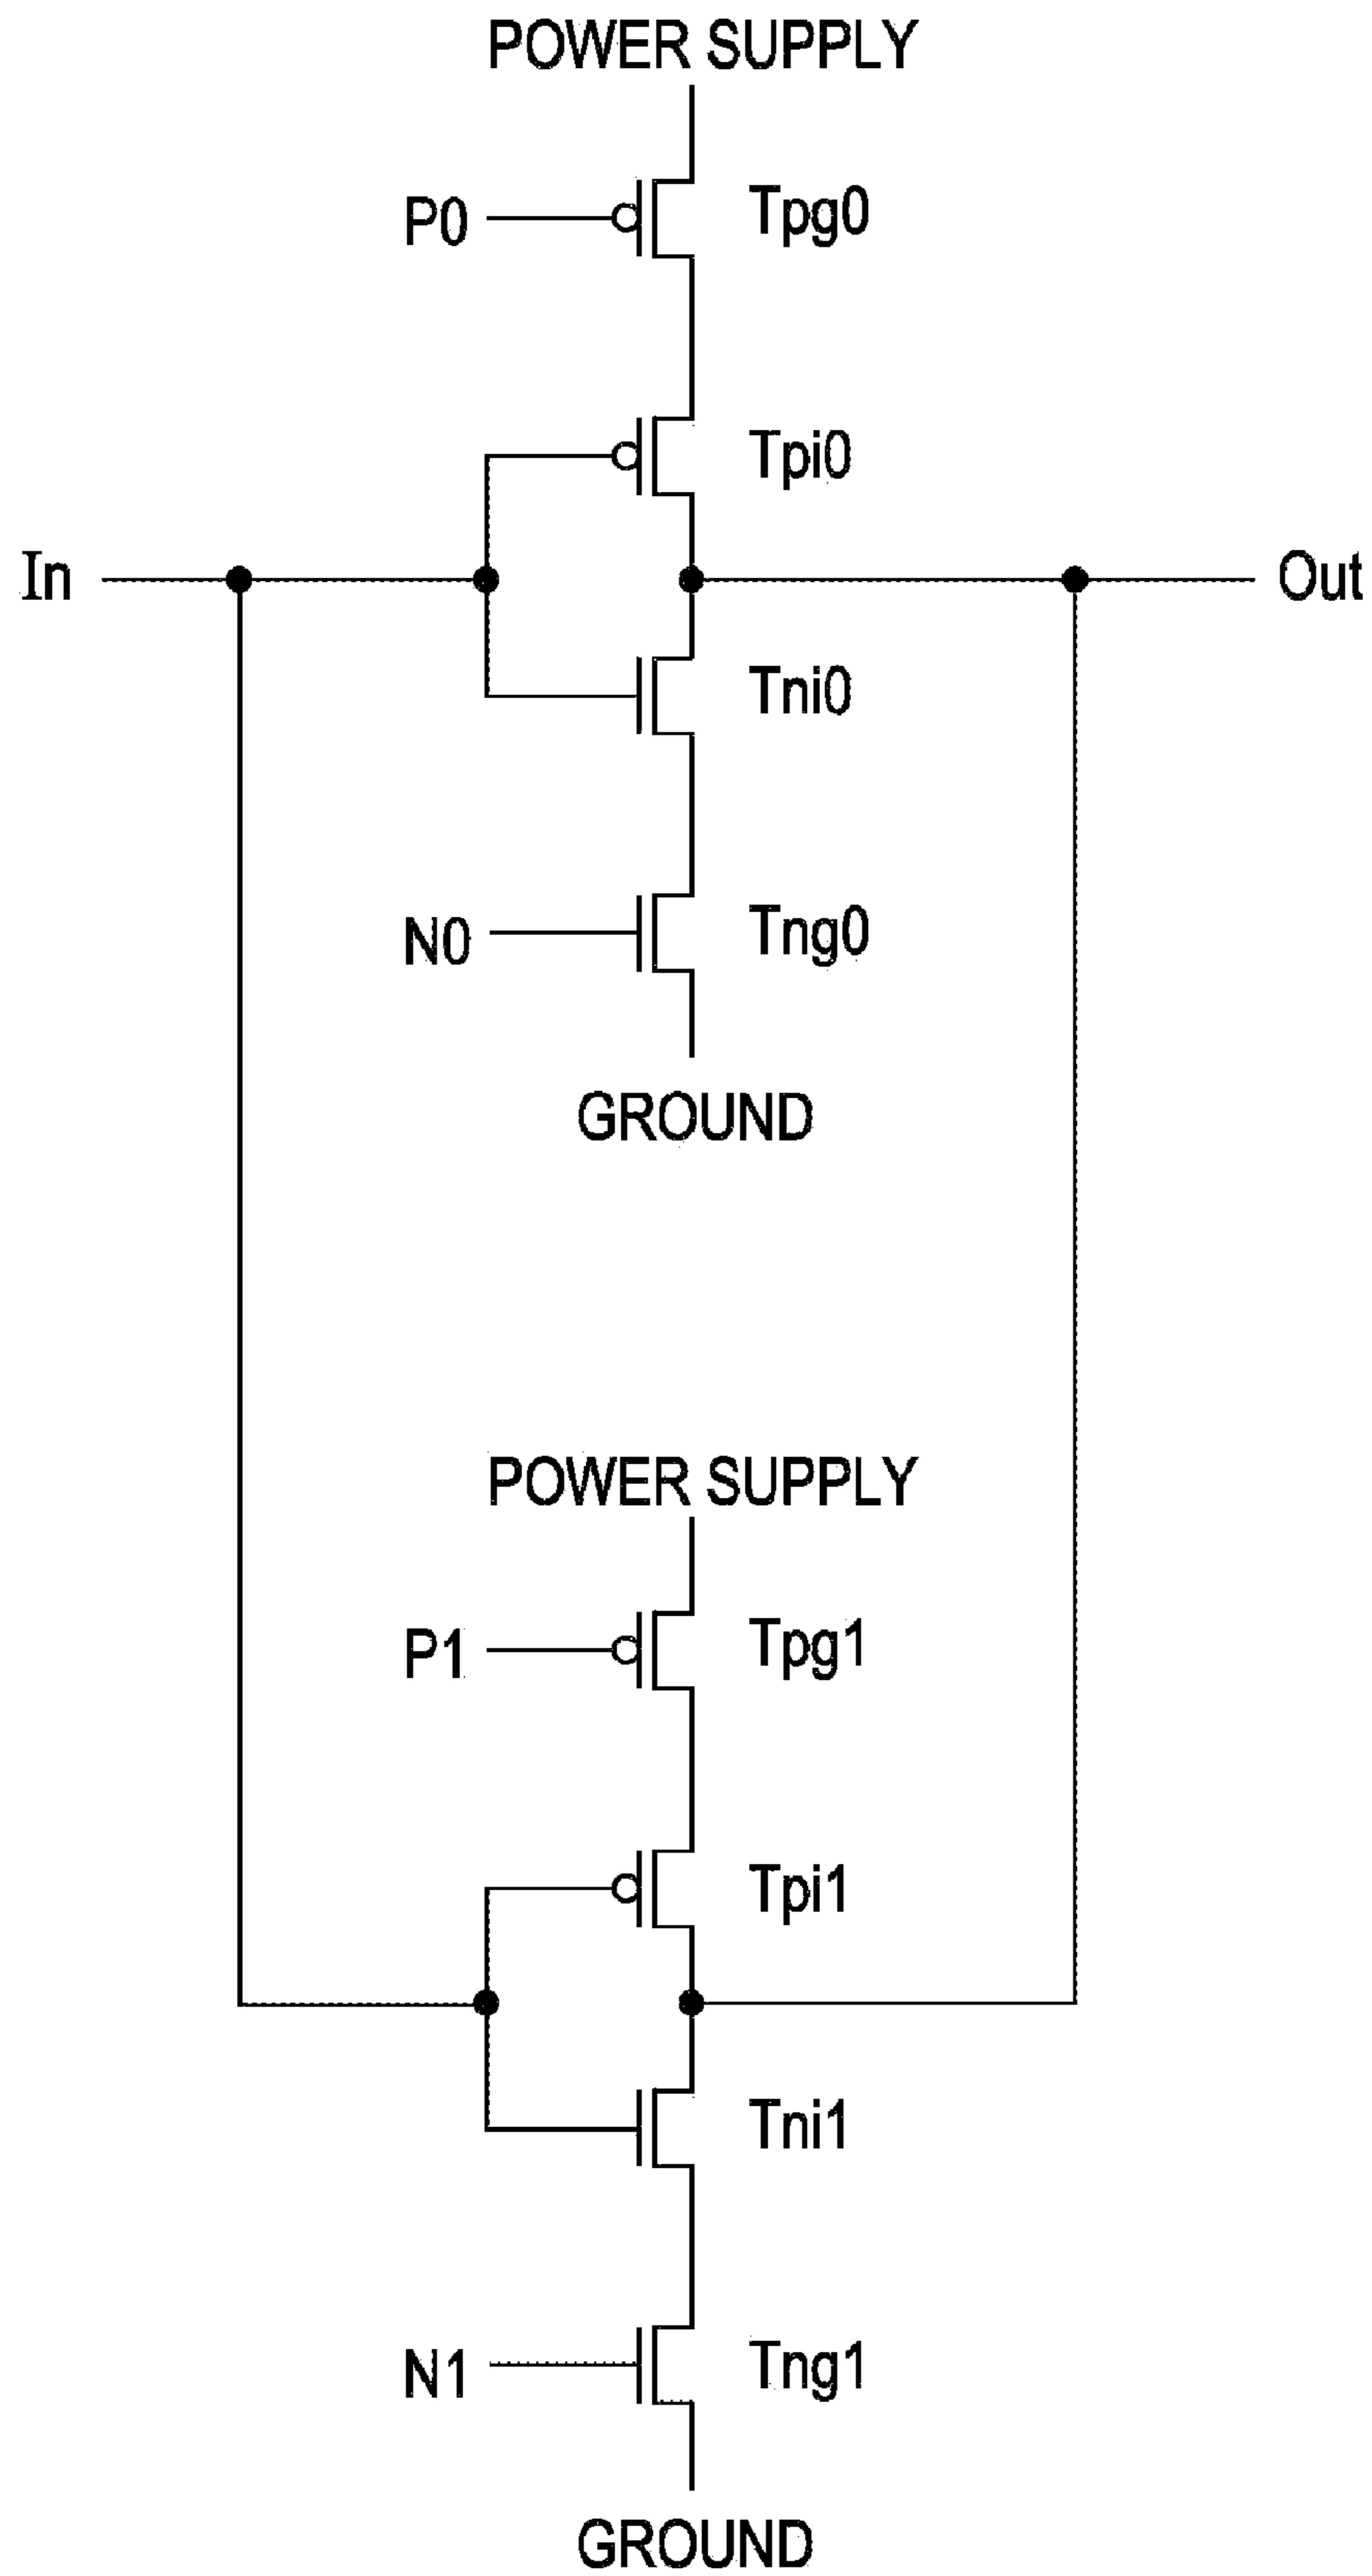 POWER SUPPLY
P0 Tpg0
Tpi0
In Out
Tni0
N0 Tng0
GROUND
POWER SUPPLY
P1 Tpg1
Tpi1
Tni1
N1 Tng1
GROUND